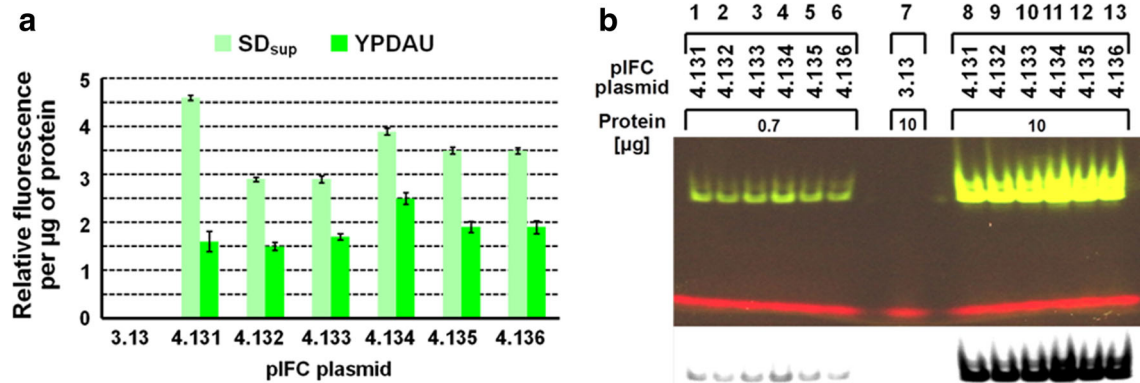 a
SDsup YPDAU
Relative fluorescence
per µg of protein
5
4
3
2
1
0
3.13 4.131 4.132 4.133 4.134 4.135 4.136
pIFC plasmid
b
1 2 3 4 5 6 7 8 9 10 11 12 13
pIFC
plasmid
4.131 4.132 4.133 4.134 4.135 4.136 3.13 4.131 4.132 4.133 4.134 4.135 4.136
Protein
[µg]
0.7 10 10